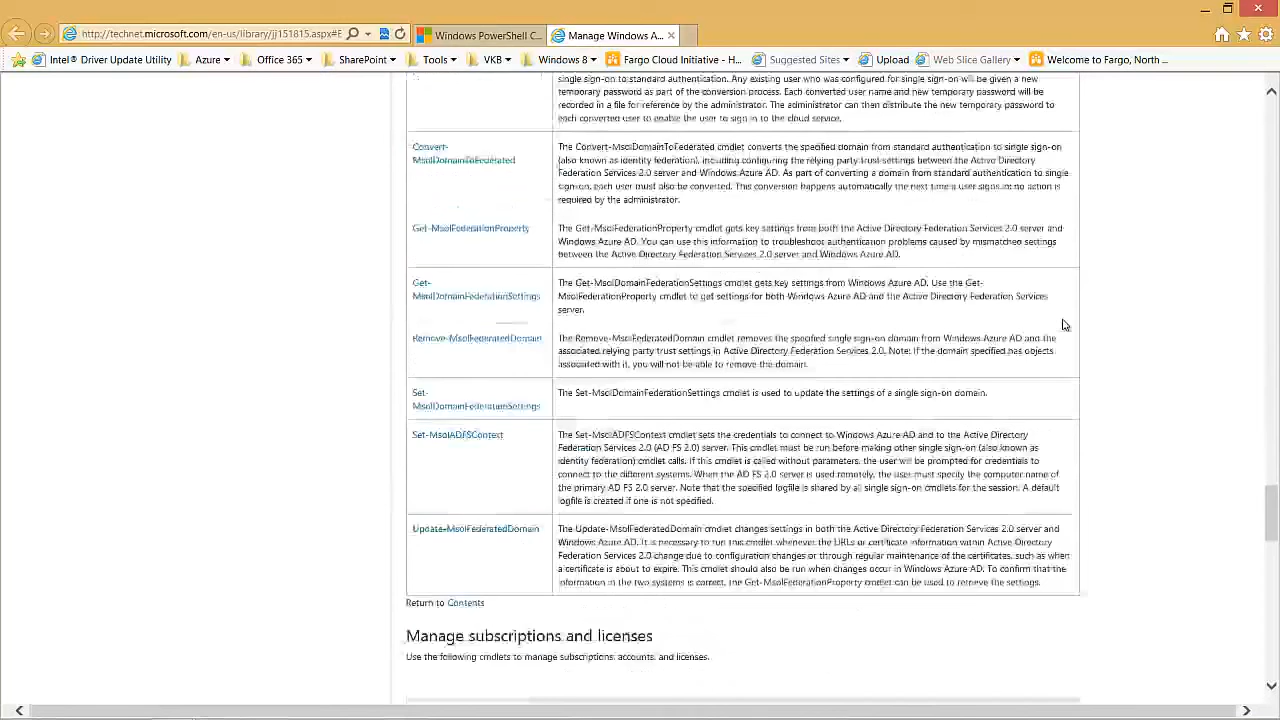 http://technet.microsoft.com/en-us/library/jj151815.aspx#E
Windows PowerShell C...
Manage Windows A...
Intel® Driver Update Utility
Azure
Office 365
SharePoint
Tools
VKB
Windows 8
Fargo Cloud Initiative - H...
Suggested Sites
Upload
Web Slice Gallery
Welcome to Fargo, North ...
single sign-on to standard authentication. Any existing user who was configured for single sign-on will be given a new
temporary password as part of the conversion process. Each converted user name and new temporary password will be
recorded in a file for reference by the administrator. The administrator can then distribute the new temporary password to
each converted user to enable the user to sign in to the cloud service.
Convert-
MsolDomainToFederated
The Convert-MsolDomainToFederated cmdlet converts the specified domain from standard authentication to single sign-on
(also known as identity federation), including configuring the relying party trust settings between the Active Directory
Federation Services 2.0 server and Windows Azure AD. As part of converting a domain from standard authentication to single
sign-on, each user must also be converted. This conversion happens automatically the next time a user signs in; no action is
required by the administrator.
Get-MsolFederationProperty
The Get-MsolFederationProperty cmdlet gets key settings from both the Active Directory Federation Services 2.0 server and
Windows Azure AD. You can use this information to troubleshoot authentication problems caused by mismatched settings
between the Active Directory Federation Services 2.0 server and Windows Azure AD.
Get-
MsolDomainFederationSettings
The Get-MsolDomainFederationSettings cmdlet gets key settings from Windows Azure AD. Use the Get-
MsolFederationProperty cmdlet to get settings for both Windows Azure AD and the Active Directory Federation Services
server.
Remove-MsolFederatedDomain
The Remove-MsolFederatedDomain cmdlet removes the specified single sign-on domain from Windows Azure AD and the
associated relying party trust settings in Active Directory Federation Services 2.0. Note: If the domain specified has objects
associated with it, you will not be able to remove the domain.
Set-
MsolDomainFederationSettings
The Set-MsolDomainFederationSettings cmdlet is used to update the settings of a single sign-on domain.
Set-MsolADFSContext
The Set-MsolADFSContext cmdlet sets the credentials to connect to Windows Azure AD and to the Active Directory
Federation Services 2.0 (AD FS 2.0) server. This cmdlet must be run before making other single sign-on (also known as
identity federation) cmdlet calls. If this cmdlet is called without parameters, the user will be prompted for credentials to
connect to the different systems. When the AD FS 2.0 server is used remotely, the user must specify the computer name of
the primary AD FS 2.0 server. Note that the specified logfile is shared by all single sign-on cmdlets for the session. A default
logfile is created if one is not specified.
Update-MsolFederatedDomain
The Update-MsolFederatedDomain cmdlet changes settings in both the Active Directory Federation Services 2.0 server and
Windows Azure AD. It is necessary to run this cmdlet whenever the URLs or certificate information within Active Directory
Federation Services 2.0 change due to configuration changes or through regular maintenance of the certificates, such as when
a certificate is about to expire. This cmdlet should also be run when changes occur in Windows Azure AD. To confirm that the
information in the two systems is correct, the Get-MsolFederationProperty cmdlet can be used to remove the settings.
Return to Contents
Manage subscriptions and licenses
Use the following cmdlets to manage subscriptions, accounts, and licenses.